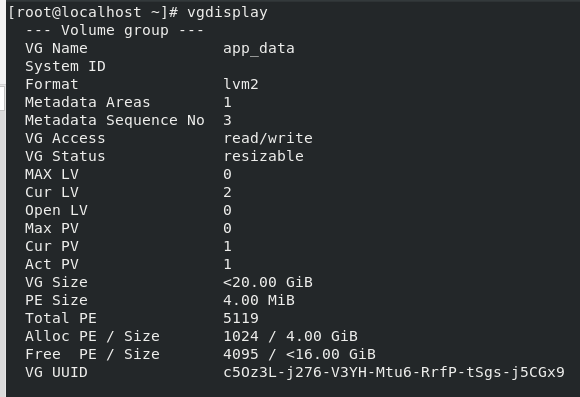 [root@localhost ~]# vgdisplay
--- Volume group ---
VG Name app_data
System ID
Format lvm2
Metadata Areas 1
Metadata Sequence No 3
VG Access read/write
VG Status resizable
MAX LV 0
Cur LV 2
Open LV 0
Max PV 0
Cur PV 1
Act PV 1
VG Size <20.00 GiB
PE Size 4.00 MiB
Total PE 5119
Alloc PE / Size 1024 / 4.00 GiB
Free PE / Size 4095 / <16.00 GiB
VG UUID c5Oz3L-j276-V3YH-Mtu6-RrfP-tSgs-j5CGx9